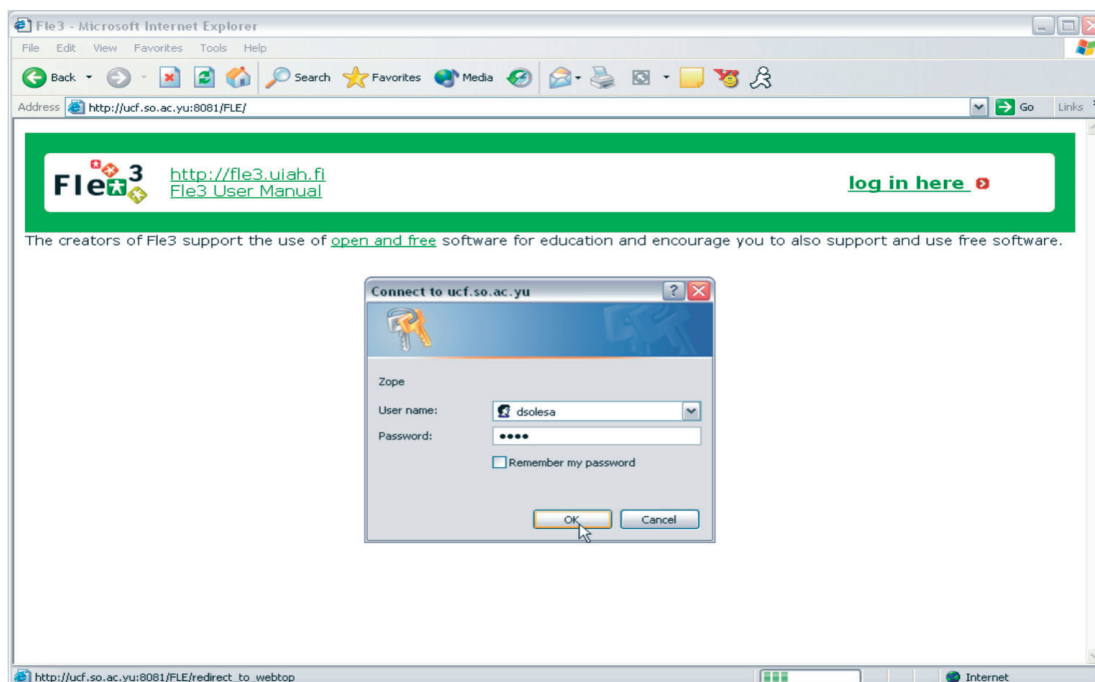 Fle3 - Microsoft Internet Explorer
File Edit View Favorites Tools Help
Back Search Favorites Media
Address http://ucf.so.ac.yu:8081/FLE/ Go Links
Fle3 http://fle3.uiah.fi
Fle3 User Manual
log in here
The creators of Fle3 support the use of open and free software for education and encourage you to also support and use free software.
Connect to ucf.so.ac.yu
Zope
User name: dsolesa
Password: ••••
Remember my password
OK Cancel
http://ucf.so.ac.yu:8081/FLE/redirect_to_webtop Internet